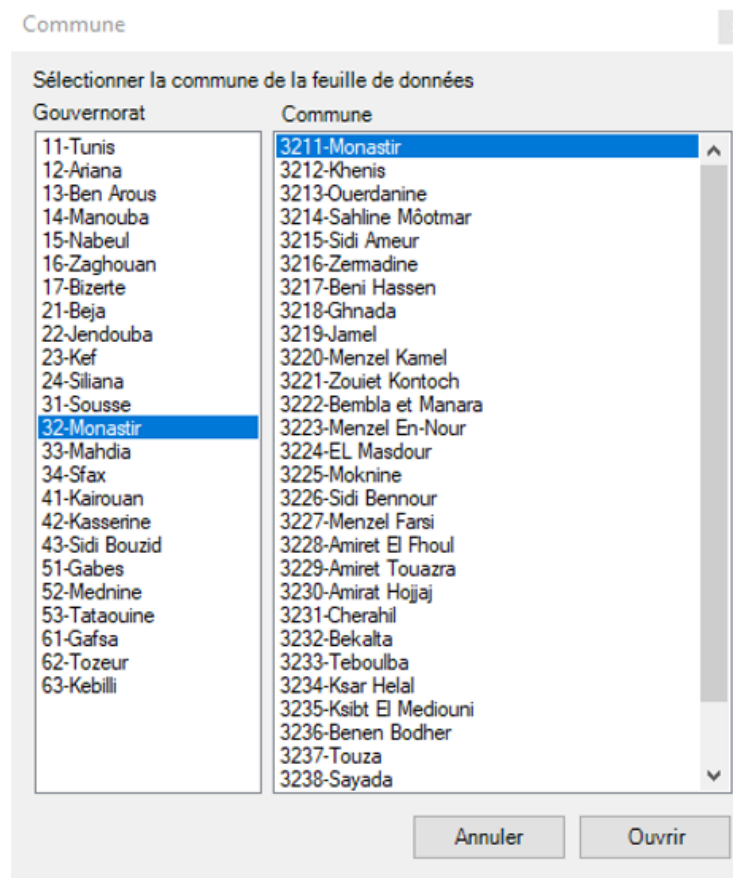 Commune
Sélectionner la commune de la feuille de données
Gouvernorat
11-Tunis
12-Ariana
13-Ben Arous
14-Manouba
15-Nabeul
16-Zaghouan
17-Bizerte
21-Beja
22-Jendouba
23-Kef
24-Siliana
31-Sousse
32-Monastir
33-Mahdia
34-Sfax
41-Kairouan
42-Kasserine
43-Sidi Bouzid
51-Gabes
52-Mednine
53-Tataouine
61-Gafsa
62-Tozeur
63-Kebilli
Commune
3211-Monastir
3212-Khenis
3213-Ouerdanine
3214-Sahline Môotmar
3215-Sidi Ameur
3216-Zermadine
3217-Beni Hassen
3218-Ghnada
3219-Jamel
3220-Menzel Kamel
3221-Zouiet Kontoch
3222-Bembla et Manara
3223-Menzel En-Nour
3224-EL Masdour
3225-Moknine
3226-Sidi Bennour
3227-Menzel Farsi
3228-Amiret El Fhoul
3229-Amiret Touazra
3230-Amirat Hojjaj
3231-Cherahil
3232-Bekalta
3233-Teboulba
3234-Ksar Helal
3235-Ksibt El Mediouni
3236-Benen Bodher
3237-Touza
3238-Sayada
Annuler
Ouvrir